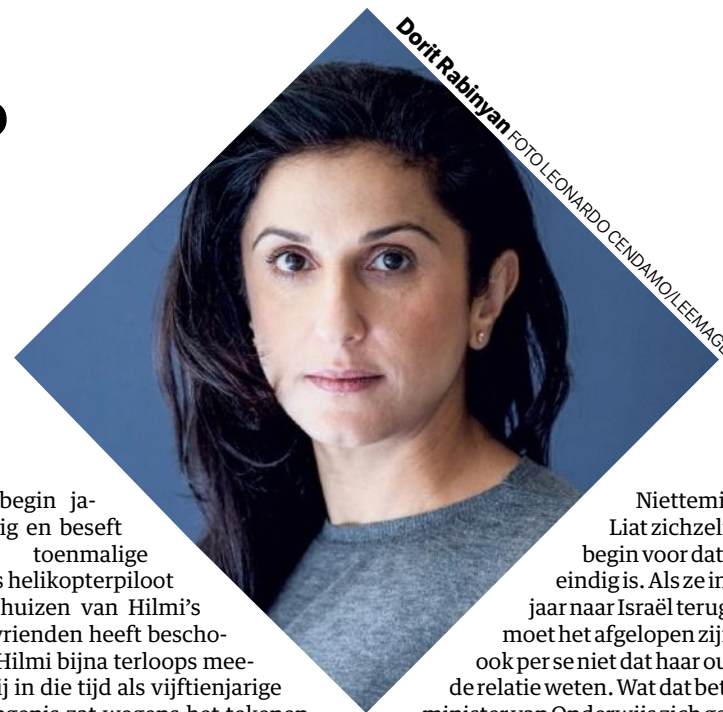 Dorit Rabinyan FOTO LEONARDO CENDAMO/LEEMAGE
begin ja-
ig en beseft
toenmalige
s helikopterpiloot
huizen van Hilmi’s
vrienden heeft bescho-
Hilmi bijna terloops mee-
ij in die tijd als vijftienjarige
Niettemi
Liat zichzel
begin voor dat
eindig is. Als ze in
jaar naar Israël terug
moet het afgelopen zij
ook per se niet dat haar ou
de relatie weten. Wat dat bet